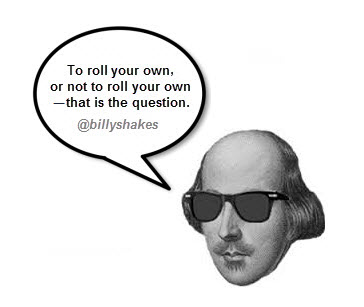 To roll your own,
or not to roll your own
—that is the question.
@billyshakes